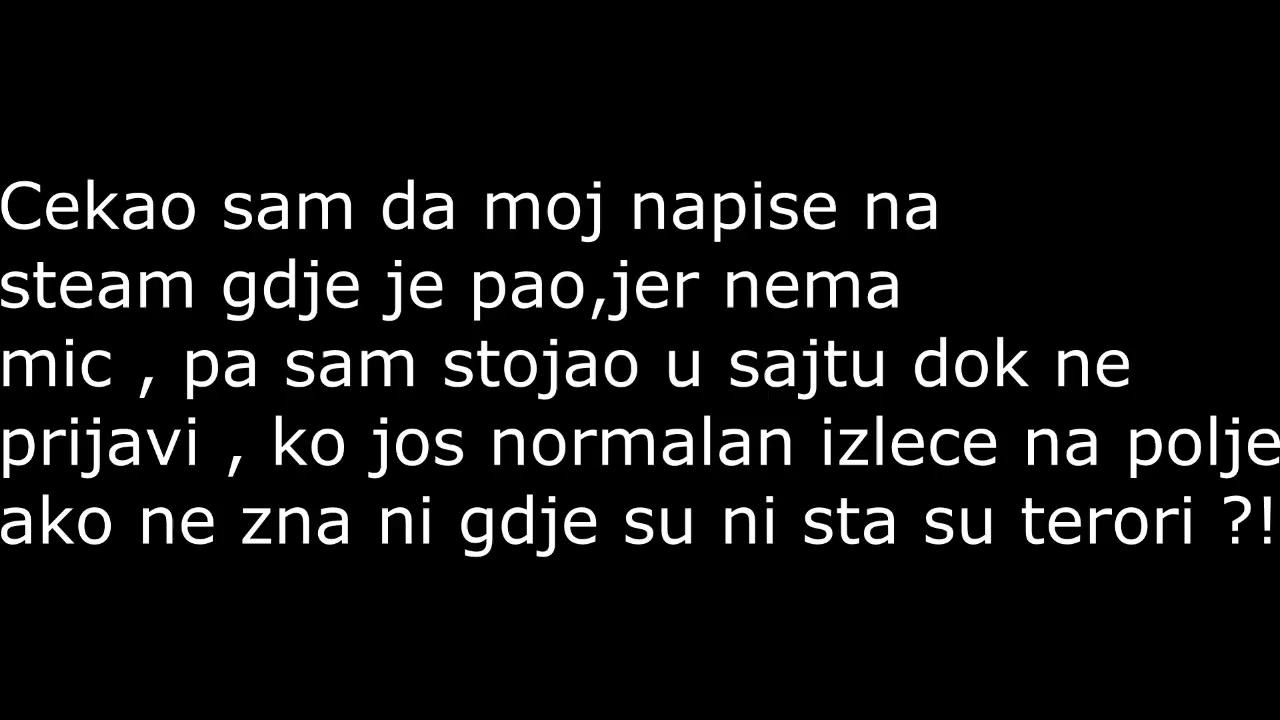 Cekao sam da moj napise na
steam gdje je pao,jer nema
mic , pa sam stojao u sajtu dok ne
prijavi , ko jos normalan izlece na polje
ako ne zna ni gdje su ni sta su terori ?!